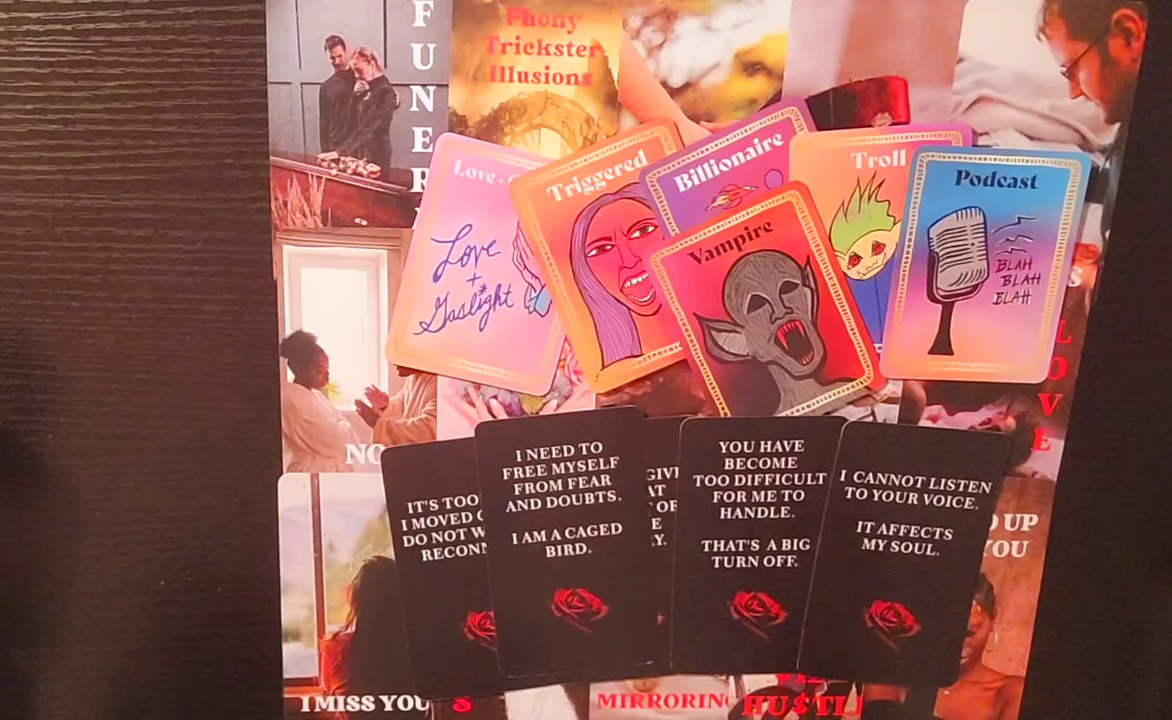 FUNER
Phony
Trickster
Illusions
Love +
Love
+
Gaslight
Triggered
Billionaire
Vampire
Troll
Podcast
BLAH
BLAH
BLAH
LOVE
NO
IT'S TOO
I MOVED
DO NOT
I NEED TO
FREE MYSELF
FROM FEAR
AND DOUBTS.
I AM A CAGED
BIRD.
YOU HAVE
BECOME
TOO DIFFICULT
FOR ME TO
HANDLE.
THAT'S A BIG
TURN OFF.
I CANNOT LISTEN
TO YOUR VOICE.
IT AFFECTS
MY SOUL.
UP
YOU
I MISS YOU
S
MIRRORING